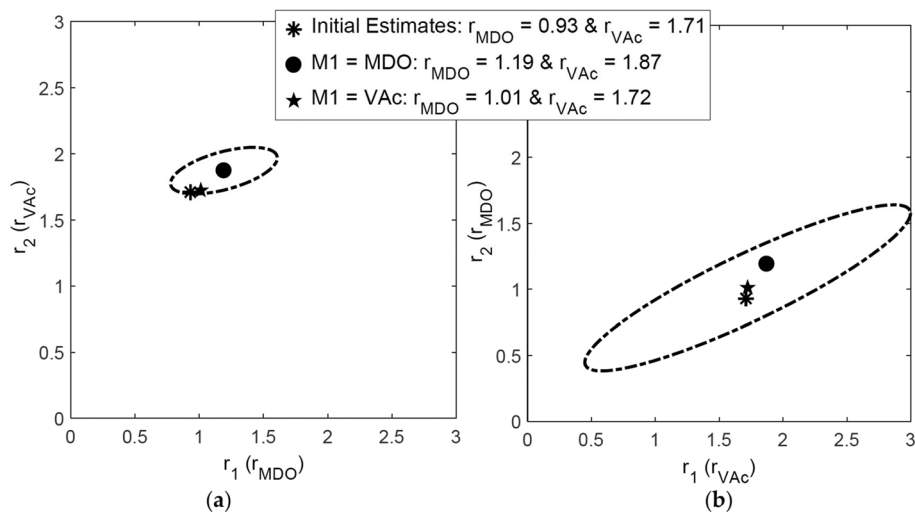 Initial Estimates: r_MDO = 0.93 & r_VAc = 1.71
M1 = MDO: r_MDO = 1.19 & r_VAc = 1.87
M1 = VAc: r_MDO = 1.01 & r_VAc = 1.72
3
2.5
2
1.5
1
0.5
0
r_2 (r_VAc)
0 0.5 1 1.5 2 2.5 3
r_1 (r_MDO)
(a)
2
1.5
1
0.5
0
r_2 (r_MDO)
0.5 1 1.5 2 2.5 3
r_1 (r_VAc)
(b)